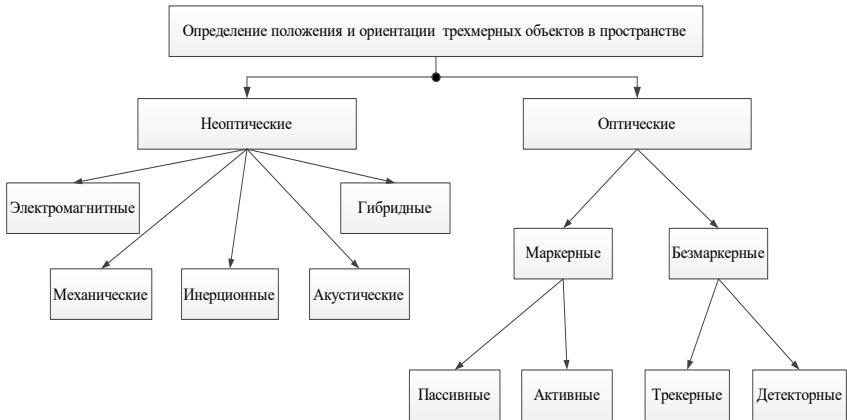 Определение положения и ориентации трехмерных объектов в пространстве
Неоптические
Оптические
Электромагнитные
Гибридные
Маркерные
Безмаркерные
Механические
Инерционные
Акустические
Пассивные
Активные
Трекерные
Детекторные